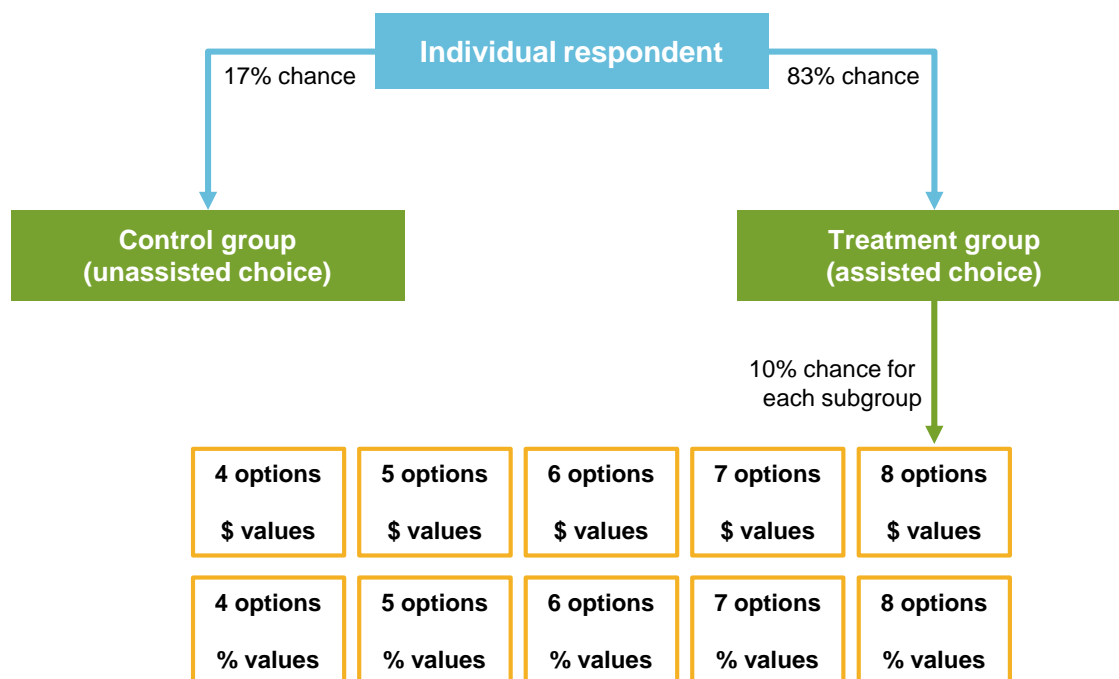 Individual respondent
17% chance
83% chance
Control group
(unassisted choice)
Treatment group
(assisted choice)
10% chance for
each subgroup
4 options
$ values
5 options
$ values
6 options
$ values
7 options
$ values
8 options
$ values
4 options
% values
5 options
% values
6 options
% values
7 options
% values
8 options
% values